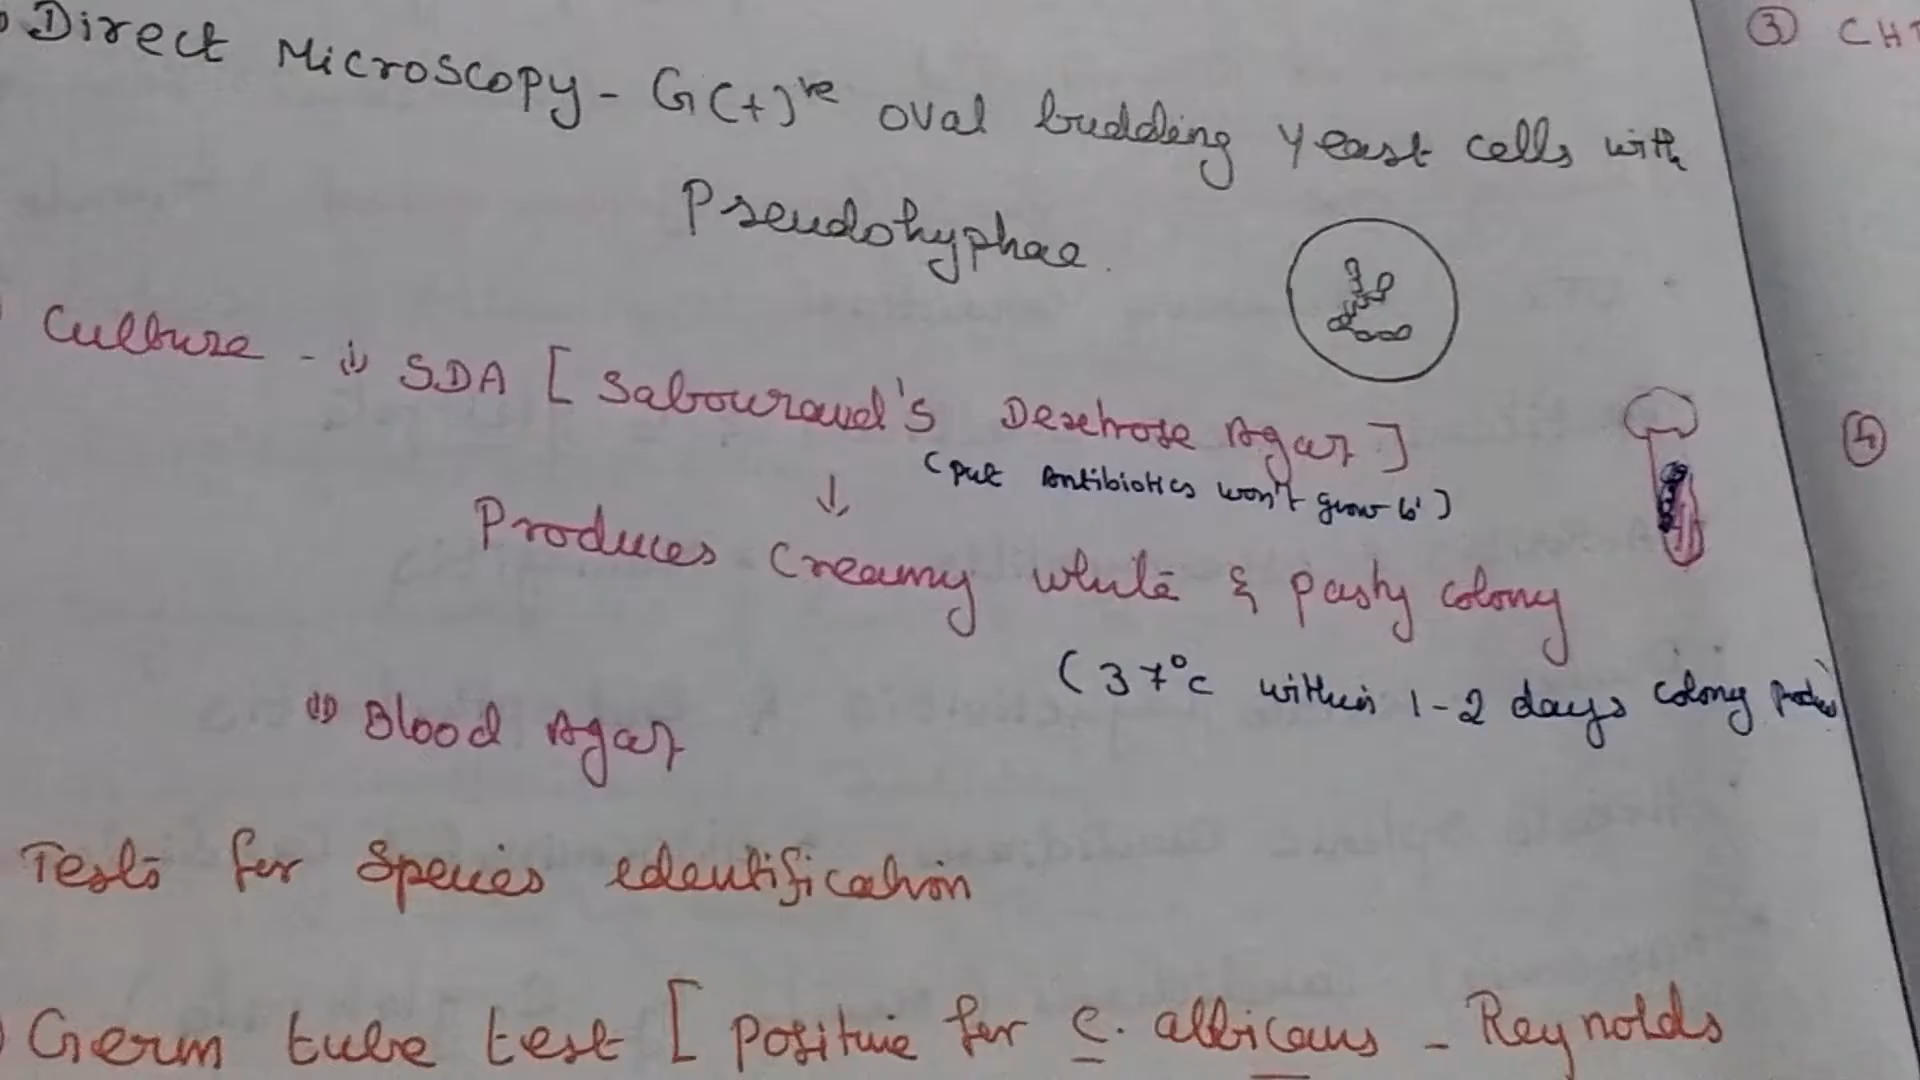 Direct Microscopy - G(+)ve oval budding yeast cells with
Pseudohyphae.
Culture - i) SDA [Sabouraud's Dextrose Agar]
(put Antibiotics won't grow
↓
Produces Creamy white & pasty colony
(37°c within 1-2 days colony
ii) Blood Agar
Tests for Species identification
Germ tube test [Positive for C. albicans - Reynolds
③ CH
④